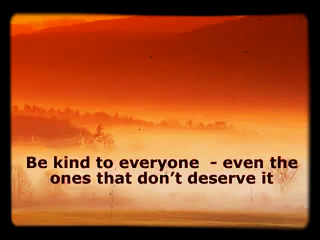 Be kind to everyone  - even the
ones that don’t deserve it